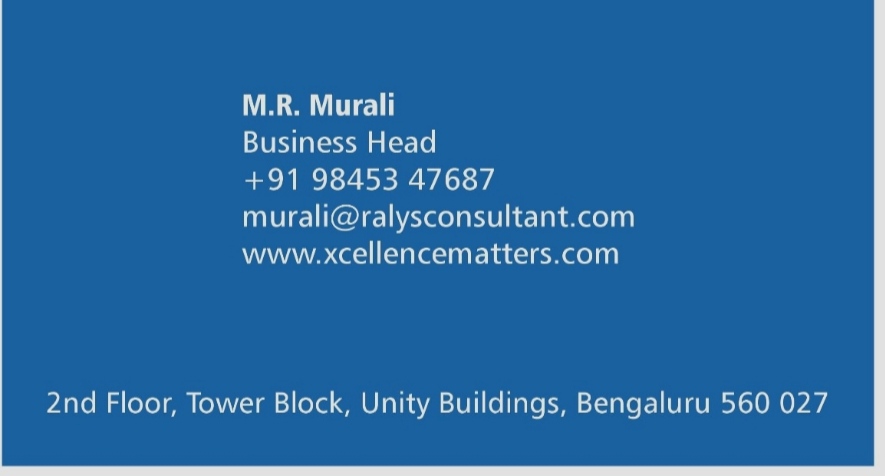 M.R. Murali
Business Head
+91 98453 47687
murali@ralysconsultant.com
www.xcellencematters.com
2nd Floor, Tower Block, Unity Buildings, Bengaluru 560 027